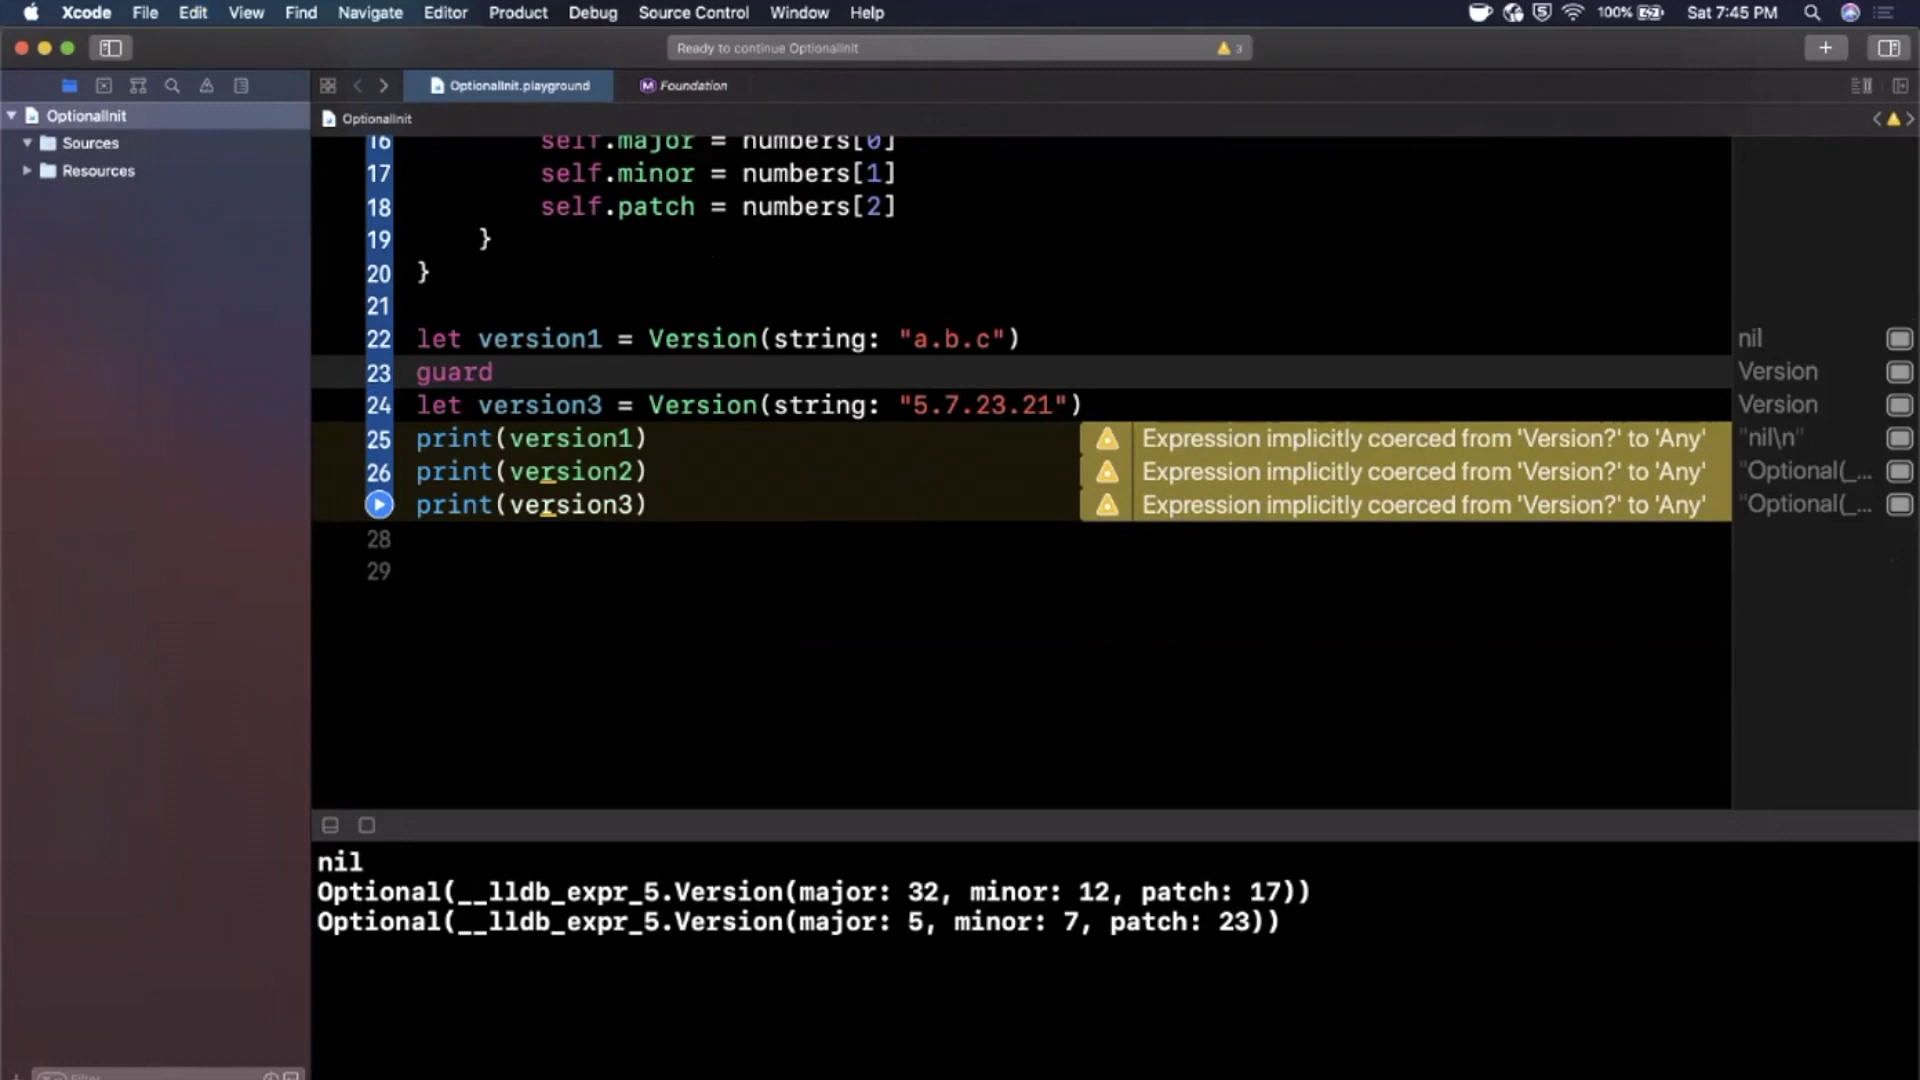 Xcode File Edit View Find Navigate Editor Product Debug Source Control Window Help 100% Sat 7:45 PM
Ready to continue OptionalInit 3
OptionalInit.playground Foundation
OptionalInit
OptionalInit
Sources
Resources
16 self.major = numbers[0]
17 self.minor = numbers[1]
18 self.patch = numbers[2]
19 }
20 }
21
22 let version1 = Version(string: "a.b.c") nil
23 guard Version
24 let version3 = Version(string: "5.7.23.21") Version
25 print(version1) Expression implicitly coerced from 'Version?' to 'Any' "nil\n"
26 print(version2) Expression implicitly coerced from 'Version?' to 'Any' "Optional(_...
print(version3) Expression implicitly coerced from 'Version?' to 'Any' "Optional(_...
28
29
nil
Optional(__lldb_expr_5.Version(major: 32, minor: 12, patch: 17))
Optional(__lldb_expr_5.Version(major: 5, minor: 7, patch: 23))
Filter